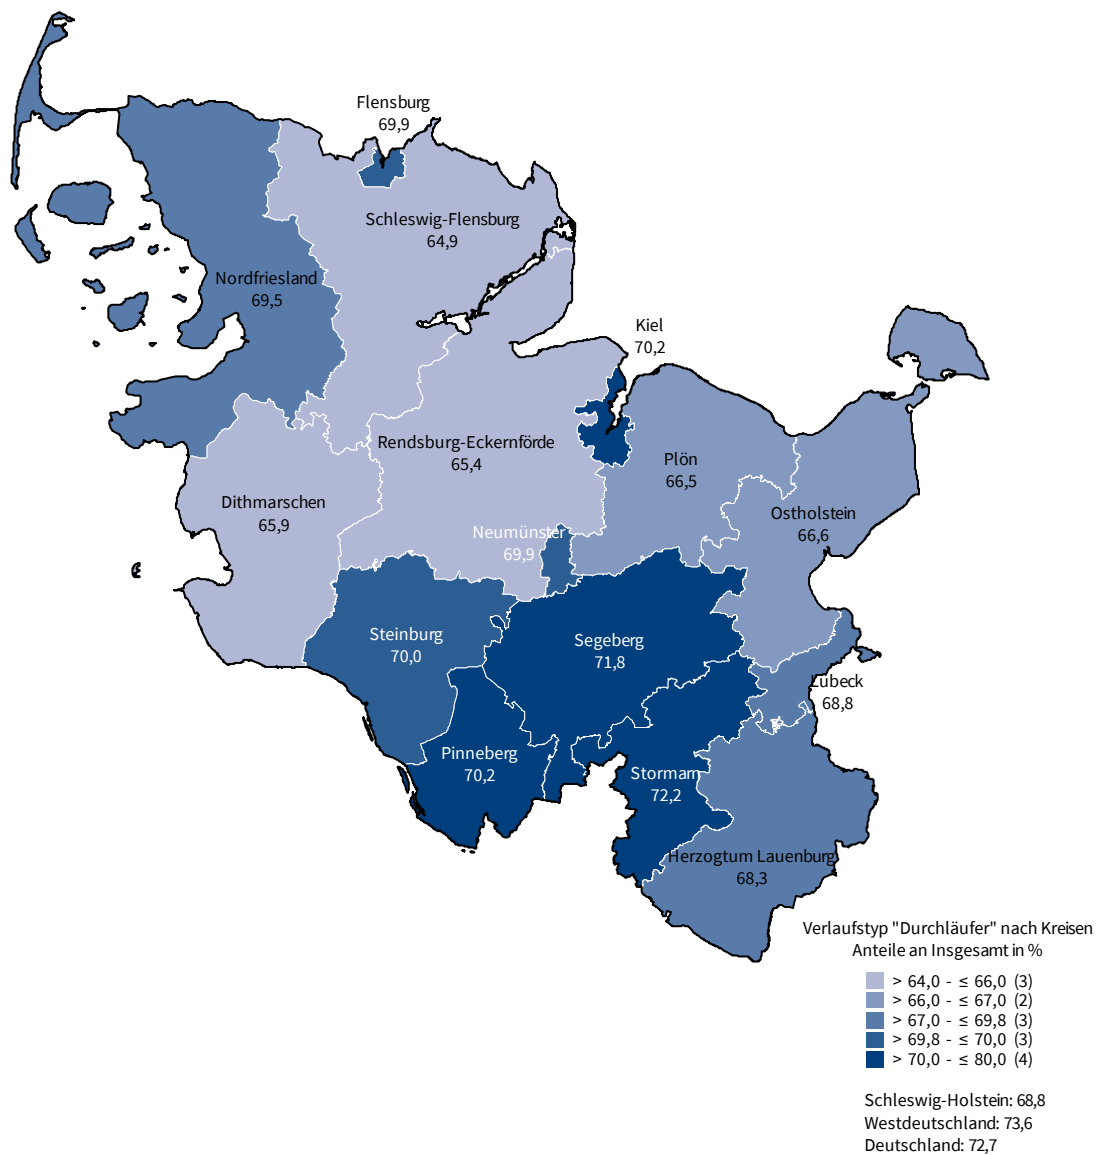 Flensburg
69,9
Schleswig-Flensburg
64,9
Nordfriesland
69,5
Kiel
70,2
Rendsburg-Eckernförde
65,4
Plön
66,5
Dithmarschen
65,9
Ostholstein
66,6
Neumünster
69,9
Steinburg
70,0
Segeberg
71,8
Lübeck
68,8
Pinneberg
70,2
Stormarn
72,2
Herzogtum Lauenburg
68,3
Verlaufstyp "Durchläufer" nach Kreisen
Anteile an Insgesamt in %
> 64,0 - ≤ 66,0 (3)
> 66,0 - ≤ 67,0 (2)
> 67,0 - ≤ 69,8 (3)
> 69,8 - ≤ 70,0 (3)
> 70,0 - ≤ 80,0 (4)
Schleswig-Holstein: 68,8
Westdeutschland: 73,6
Deutschland: 72,7